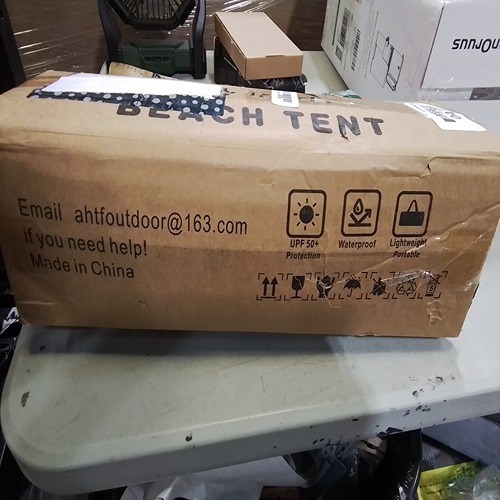 BEACH TENT
Email ahtfoutdoor@163.com
if you need help!
Made in China
UPF 50+
Protection
Waterproof
Lightweight
Portable